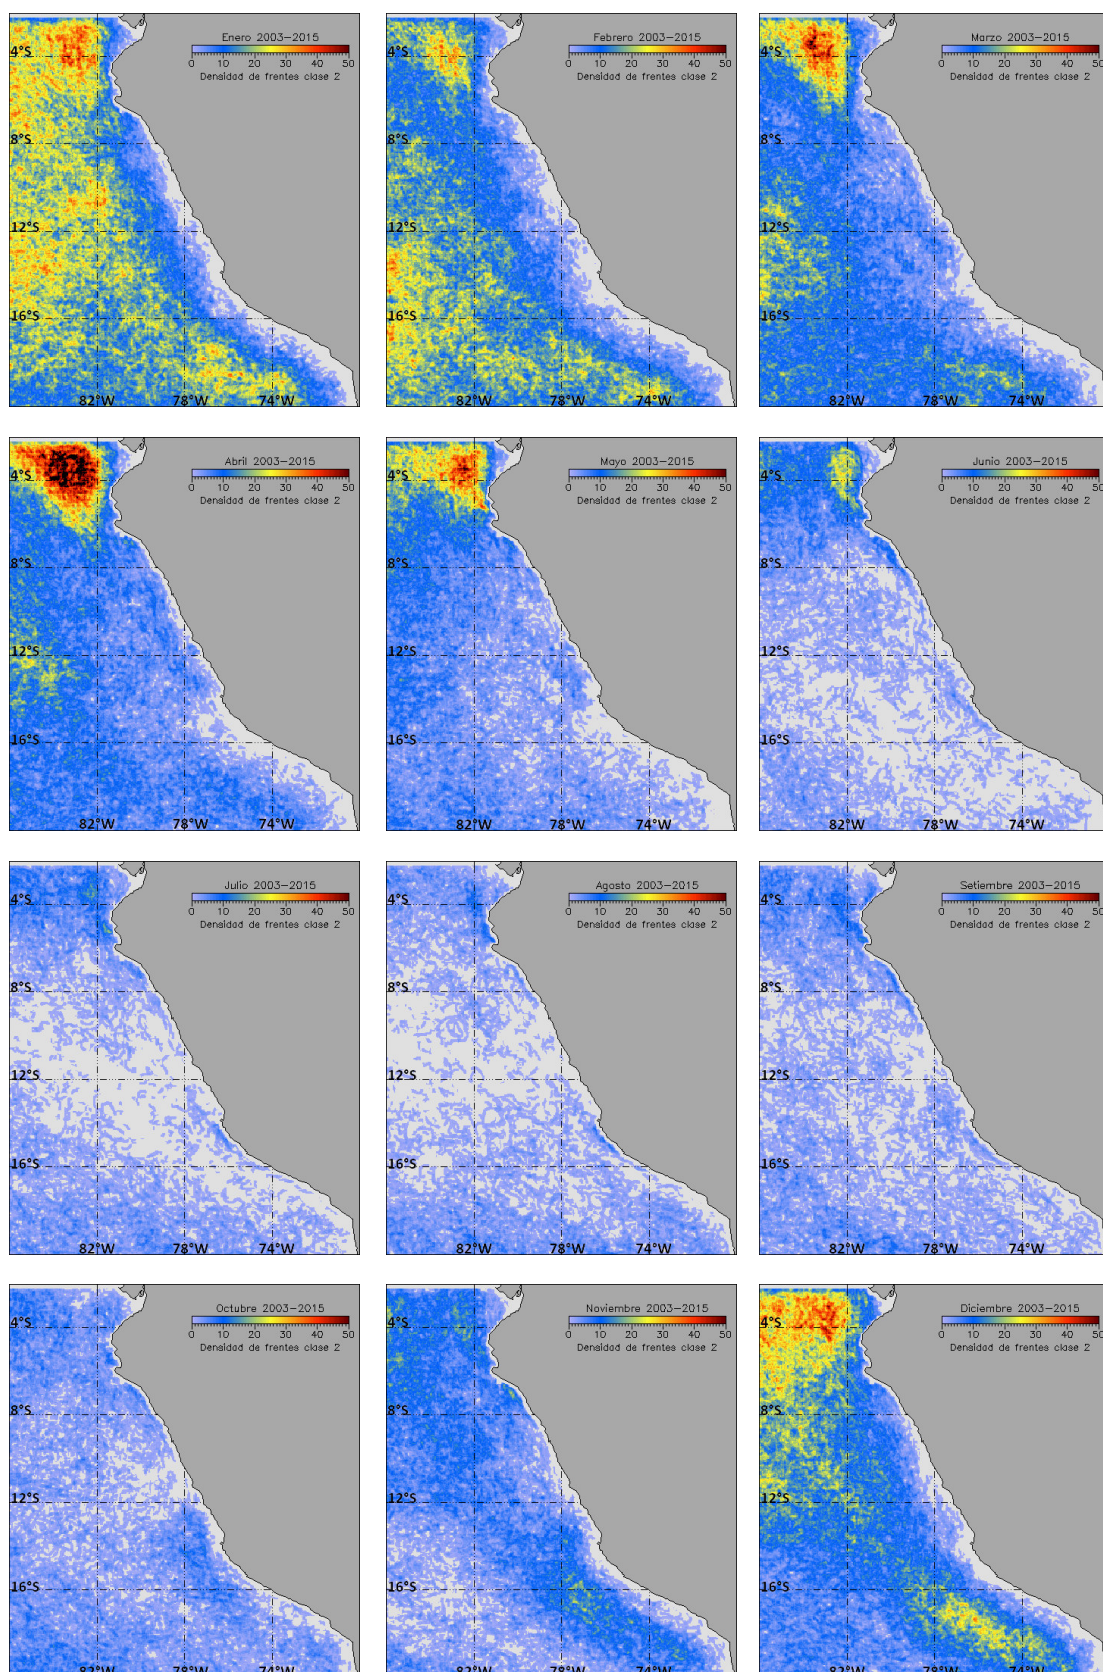 Enero 2003-2015
0 10 20 30 40 50
Densidad de frentes clase 2
4°S
8°S
12°S
16°S
82°W 78°W 74°W
Febrero 2003-2015
0 10 20 30 40 50
Densidad de frentes clase 2
4°S
8°S
12°S
16°S
82°W 78°W 74°W
Marzo 2003-2015
0 10 20 30 40 50
Densidad de frentes clase 2
4°S
8°S
12°S
16°S
82°W 78°W 74°W
Abril 2003-2015
0 10 20 30 40 50
Densidad de frentes clase 2
4°S
8°S
12°S
16°S
82°W 78°W 74°W
Mayo 2003-2015
0 10 20 30 40 50
Densidad de frentes clase 2
4°S
8°S
12°S
16°S
82°W 78°W 74°W
Junio 2003-2015
0 10 20 30 40 50
Densidad de frentes clase 2
4°S
8°S
12°S
16°S
82°W 78°W 74°W
Julio 2003-2015
0 10 20 30 40 50
Densidad de frentes clase 2
4°S
8°S
12°S
16°S
82°W 78°W 74°W
Agosto 2003-2015
0 10 20 30 40 50
Densidad de frentes clase 2
4°S
8°S
12°S
16°S
82°W 78°W 74°W
Setiembre 2003-2015
0 10 20 30 40 50
Densidad de frentes clase 2
4°S
8°S
12°S
16°S
82°W 78°W 74°W
Octubre 2003-2015
0 10 20 30 40 50
Densidad de frentes clase 2
4°S
8°S
12°S
16°S
82°W 78°W 74°W
Noviembre 2003-2015
0 10 20 30 40 50
Densidad de frentes clase 2
4°S
8°S
12°S
16°S
82°W 78°W 74°W
Diciembre 2003-2015
0 10 20 30 40 50
Densidad de frentes clase 2
4°S
8°S
12°S
16°S
82°W 78°W 74°W